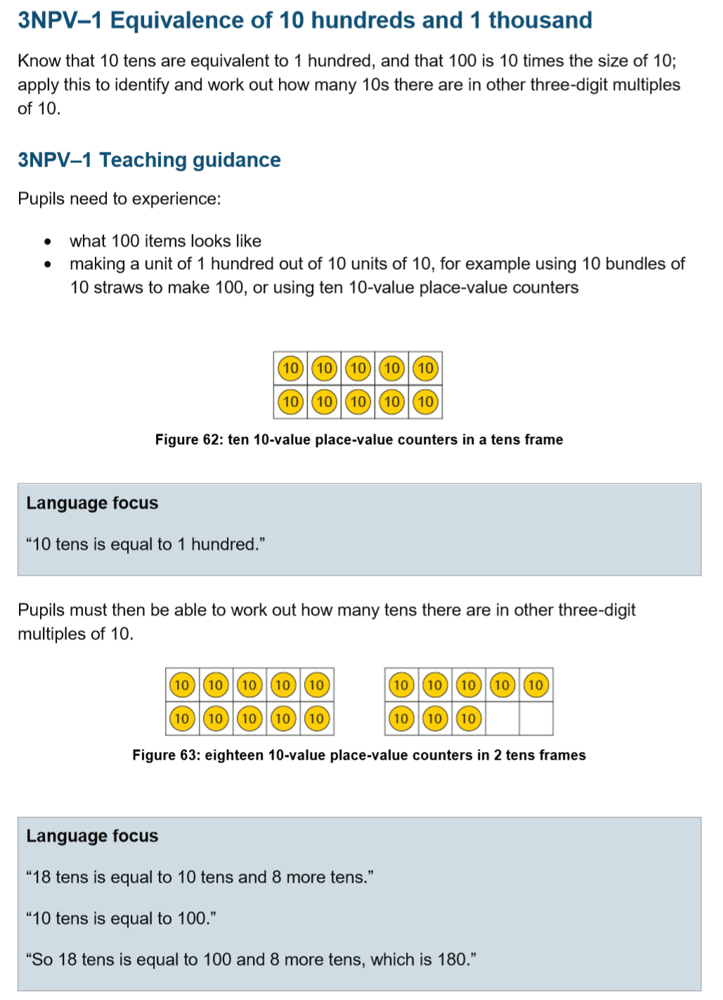 3NPV–1 Equivalence of 10 hundreds and 1 thousand
Know that 10 tens are equivalent to 1 hundred, and that 100 is 10 times the size of 10;
apply this to identify and work out how many 10s there are in other three-digit multiples
of 10.
3NPV–1 Teaching guidance
Pupils need to experience:
• what 100 items looks like
• making a unit of 1 hundred out of 10 units of 10, for example using 10 bundles of
10 straws to make 100, or using ten 10-value place-value counters
10 10 10 10 10
10 10 10 10 10
Figure 62: ten 10-value place-value counters in a tens frame
Language focus
“10 tens is equal to 1 hundred.”
Pupils must then be able to work out how many tens there are in other three-digit
multiples of 10.
10 10 10 10 10 10 10 10 10 10
10 10 10 10 10 10 10 10
Figure 63: eighteen 10-value place-value counters in 2 tens frames
Language focus
“18 tens is equal to 10 tens and 8 more tens.”
“10 tens is equal to 100.”
“So 18 tens is equal to 100 and 8 more tens, which is 180.”